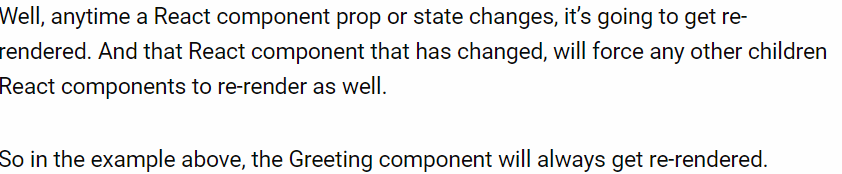 Well, anytime a React component prop or state changes, it’s going to get re-
rendered. And that React component that has changed, will force any other children
React components to re-render as well.
So in the example above, the Greeting component will always get re-rendered.